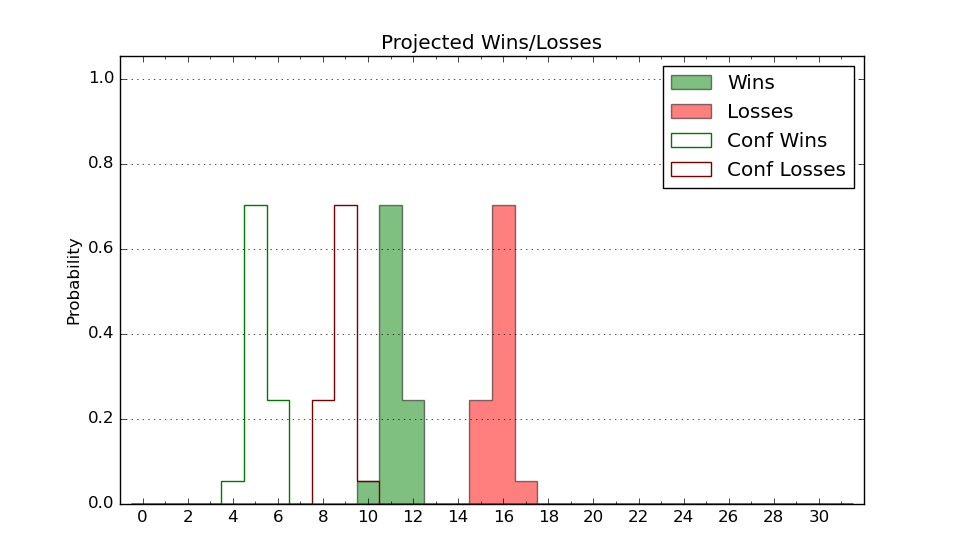 Projected Wins/Losses
Wins
Losses
Conf Wins
Conf Losses
Probability
1.0
0.8
0.6
0.4
0.2
0.0
0 2 4 6 8 10 12 14 16 18 20 22 24 26 28 30